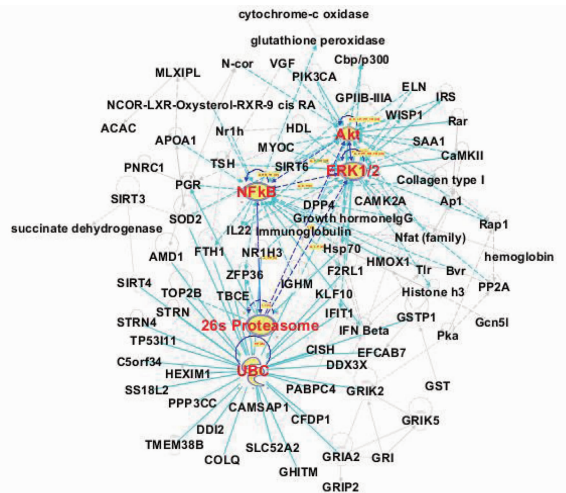 cytochrome-c oxidase
glutathione peroxidase
N-cor
VGF
Cbp/p300
MLXIPL
PIK3CA
ELN
GPIIB-IIIA
IRS
NCOR-LXR-Oxysterol-RXR-9 cis RA
WISP1
Rar
ACAC
Nr1h
HDL
Akt
APOA1
MYOC
SAA1
CaMKII
PNRC1
TSH
SIRT6
ERK1/2
Collagen type I
PGR
NFkB
SIRT3
DPP4
CAMK2A
Ap1
SOD2
Growth hormone
IgG
Rap1
succinate dehydrogenase
IL22
Immunoglobulin
Nfat (family)
FTH1
NR1H3
Hsp70
hemoglobin
AMD1
HMOX1
ZFP36
F2RL1
Tlr
Bvr
SIRT4
IGHM
PP2A
TOP2B
TBCE
KLF10
Histone h3
STRN
IFIT1
GSTP1
STRN4
26s Proteasome
IFN Beta
Gcn5l
TP53I11
Pka
CISH
EFCAB7
C5orf34
DDX3X
HEXIM1
UBC
GST
SS18L2
PABPC4
GRIK2
PPP3CC
CAMSAP1
CFDP1
GRIK5
DDI2
TMEM38B
SLC52A2
GRIA2
GRI
COLQ
GHITM
GRIP2